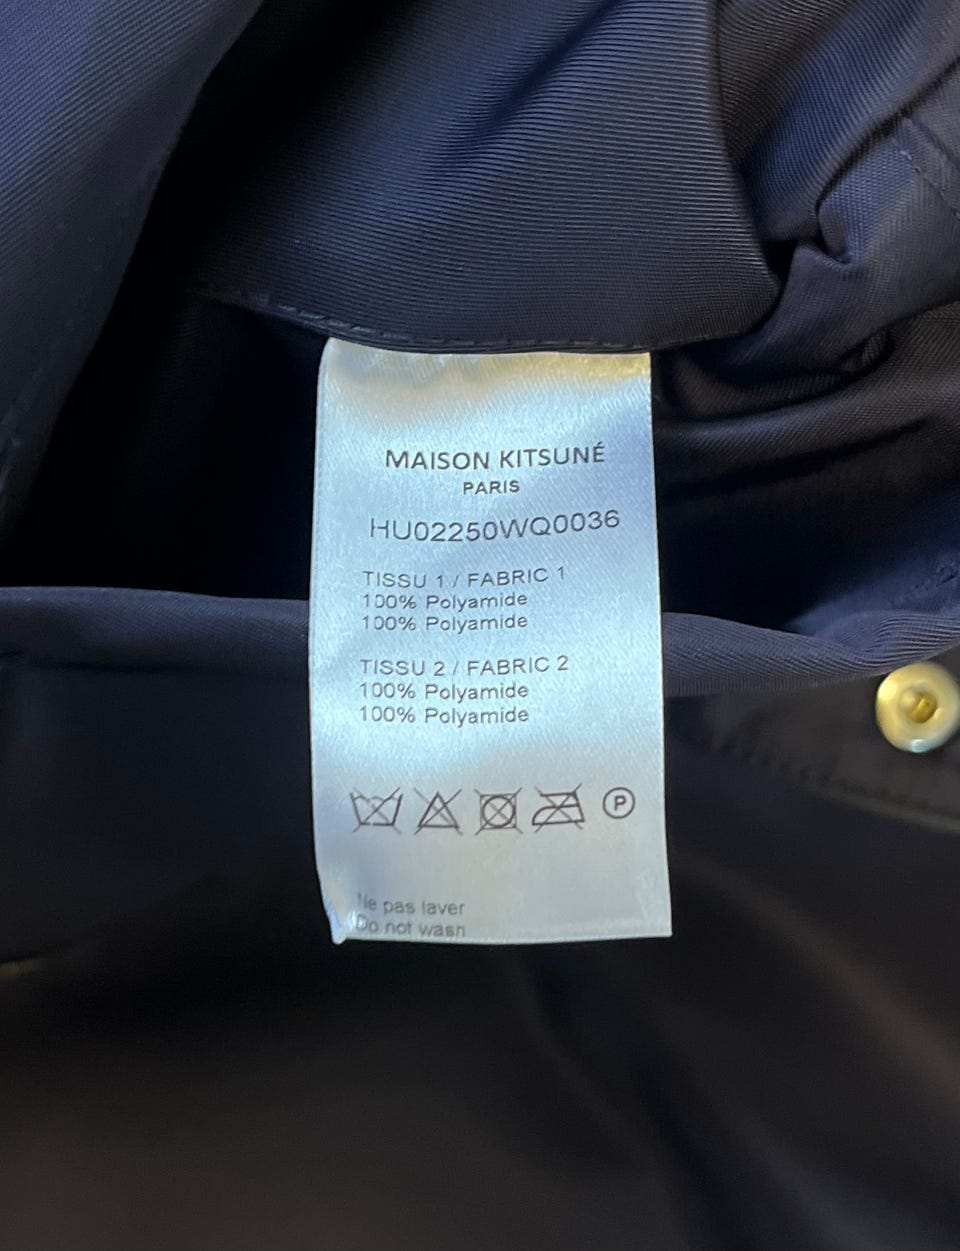 MAISON KITSUNÉ
PARIS
HU02250WQ0036
TISSU 1 / FABRIC 1
100% Polyamide
100% Polyamide
TISSU 2 / FABRIC 2
100% Polyamide
100% Polyamide
P
Ne pas laver
Do not wash